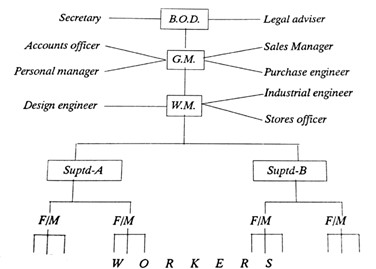 Secretary B.O.D. Legal adviser
Accounts officer Sales Manager
G.M.
Personal manager Purchase engineer
Industrial engineer
Design engineer W.M.
Stores officer
Suptd-A Suptd-B
F/M F/M F/M F/M
W O R K E R S